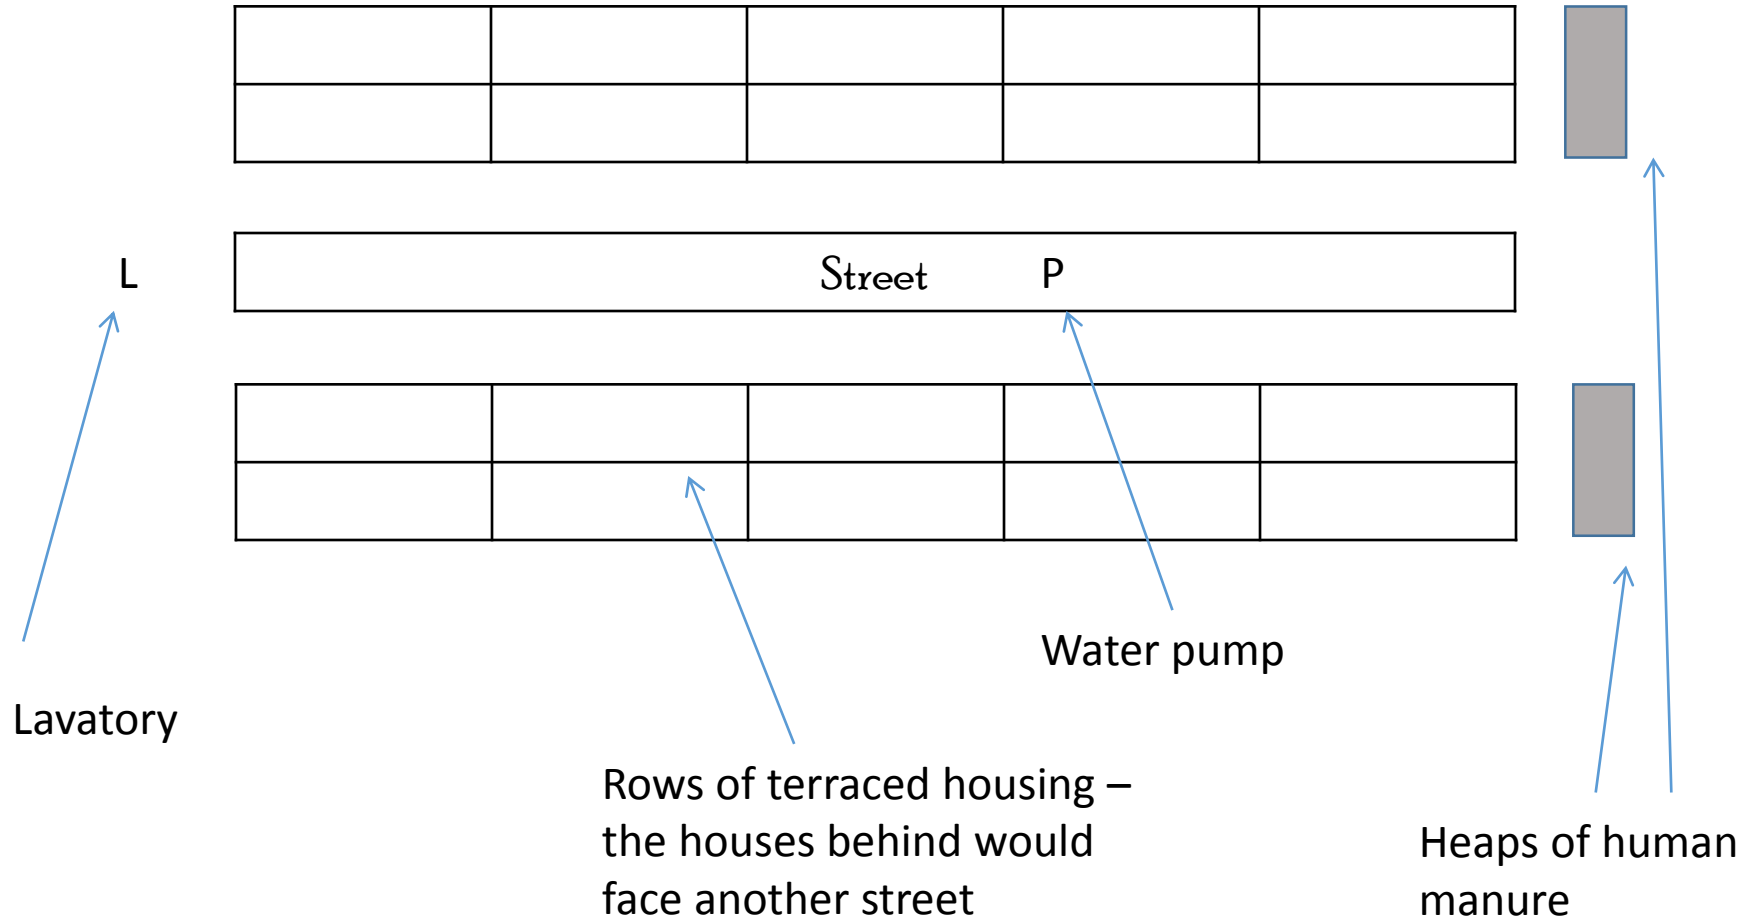 L
Street
P
Water pump
Lavatory
Rows of terraced housing –
the houses behind would
face another street
Heaps of human
manure